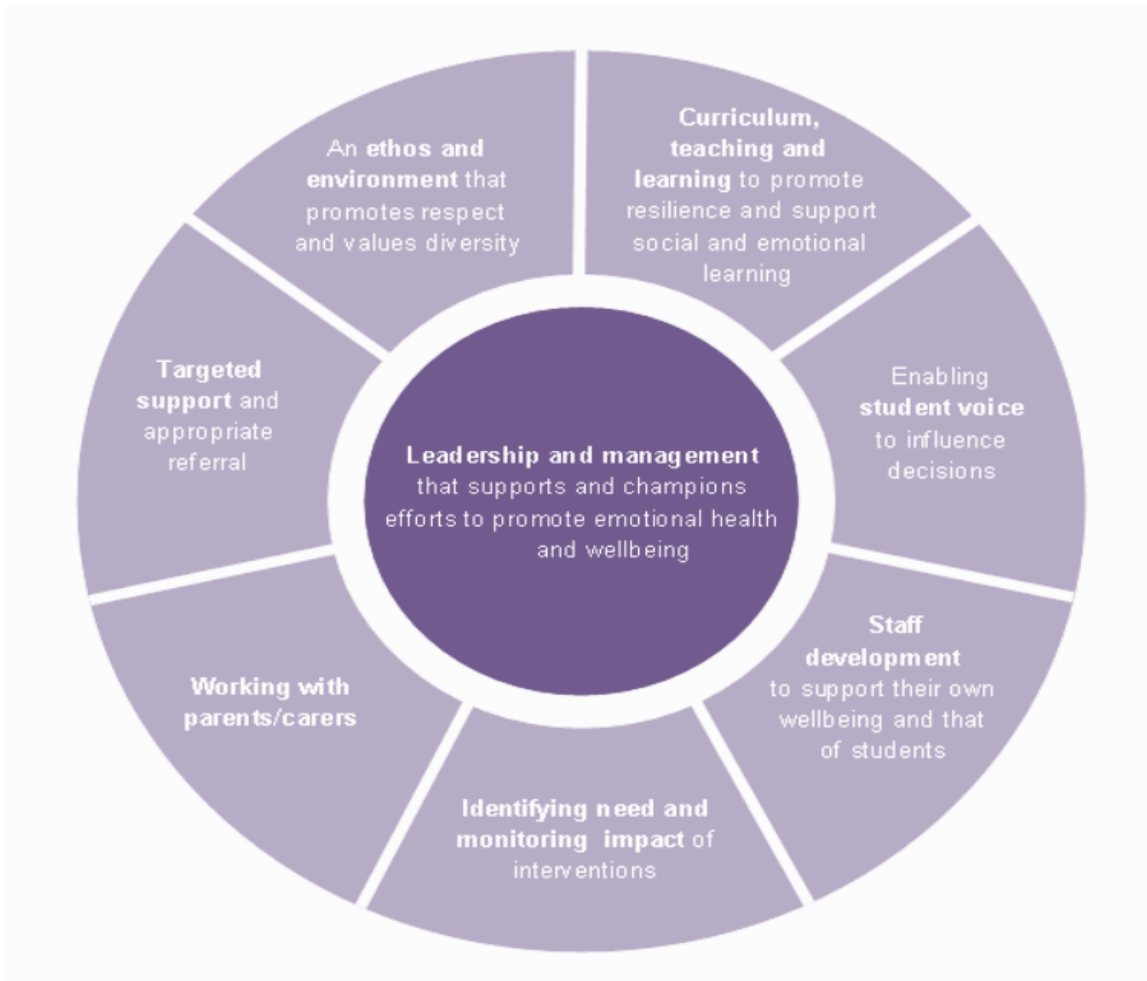 An ethos and
environment that
promotes respect
and values diversity
Curriculum,
teaching and
learning to promote
resilience and support
social and emotional
learning
Enabling
student voice
to influence
decisions
Staff
development
to support their own
wellbeing and that
of students
Identifying need and
monitoring impact of
interventions
Working with
parents/carers
Targeted
support and
appropriate
referral
Leadership and management
that supports and champions
efforts to promote emotional health
and wellbeing